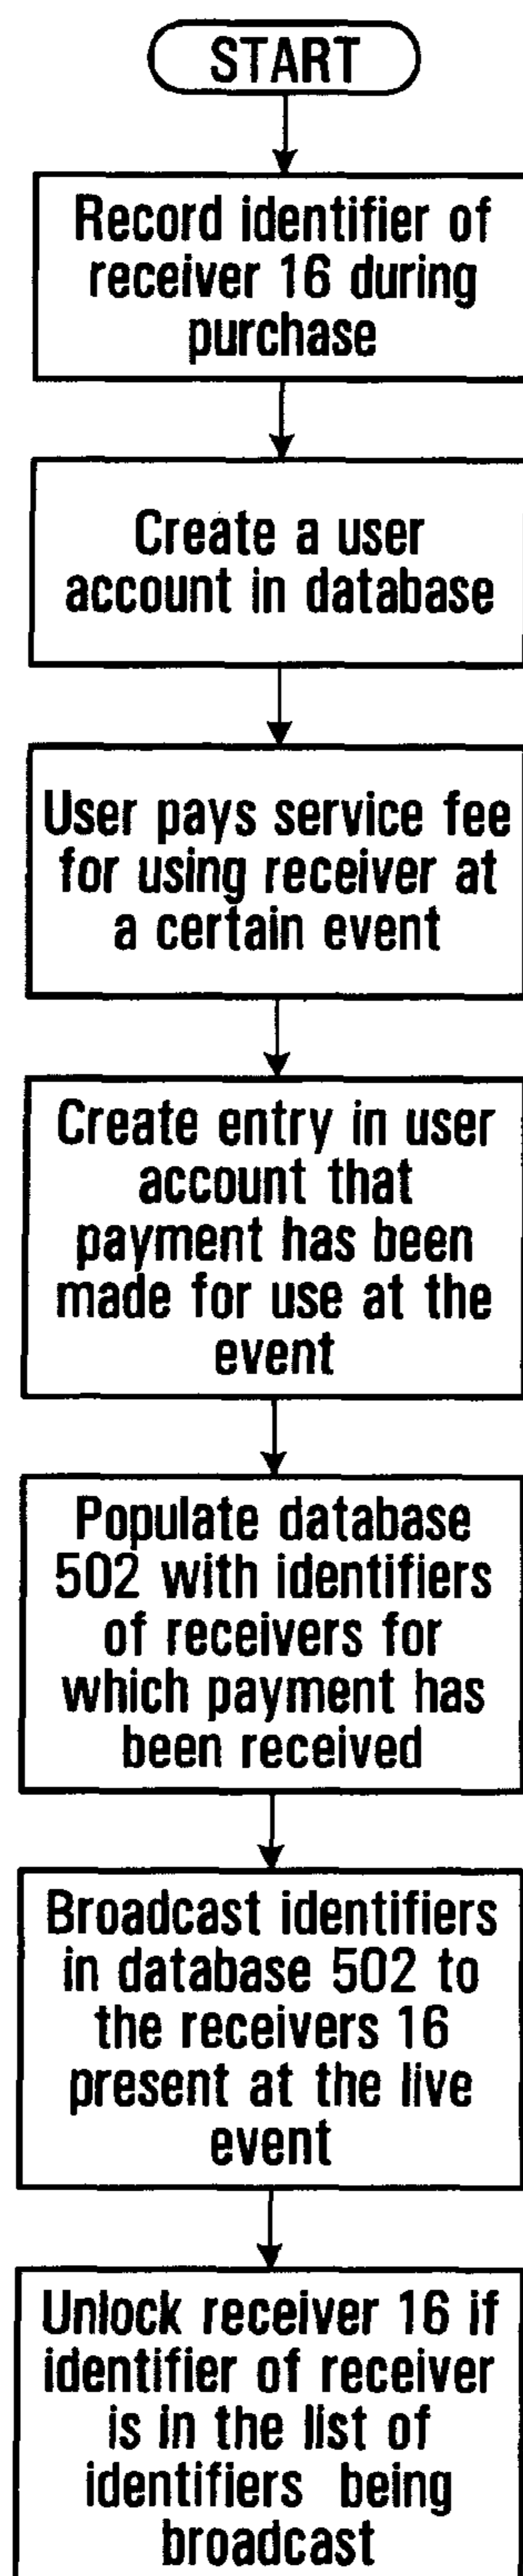 START
Record identifier of
receiver 16 during
purchase
Create a user
account in database
User pays service fee
for using receiver at
a certain event
Create entry in user
account that
payment has been
made for use at the
event
Populate database
502 with identifiers
of receivers for
which payment has
been received
Broadcast identifiers
in database 502 to
the receivers 16
present at the live
event
Unlock receiver 16 if
identifier of receiver
is in the list of
identifiers being
broadcast